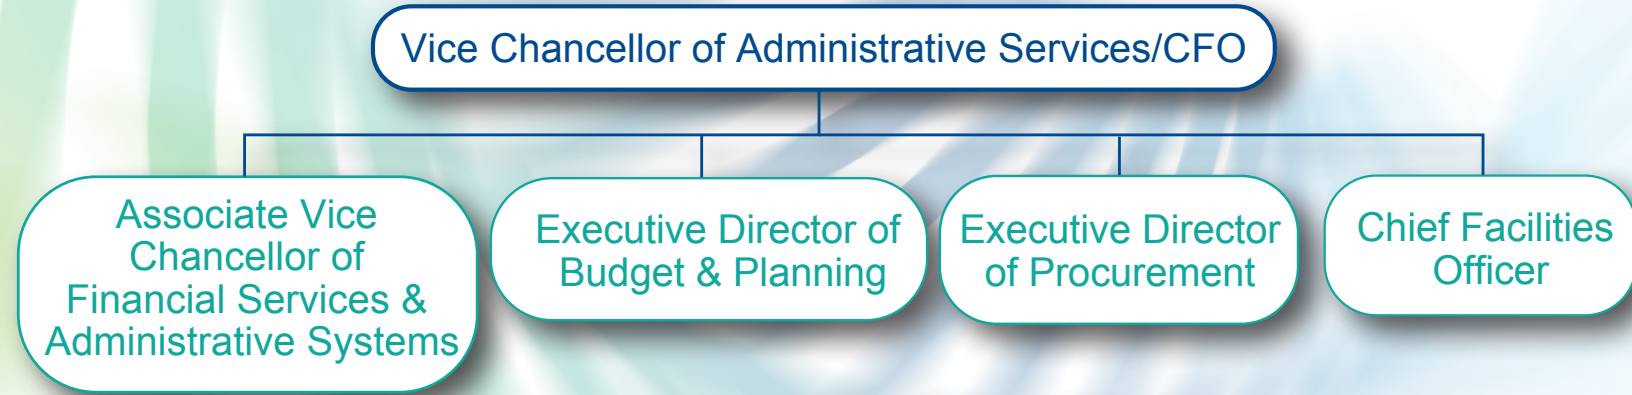 Vice Chancellor of Administrative Services/CFO
Associate Vice
Chancellor of
Financial Services &
Administrative Systems
Executive Director of
Budget & Planning
Executive Director
of Procurement
Chief Facilities
Officer